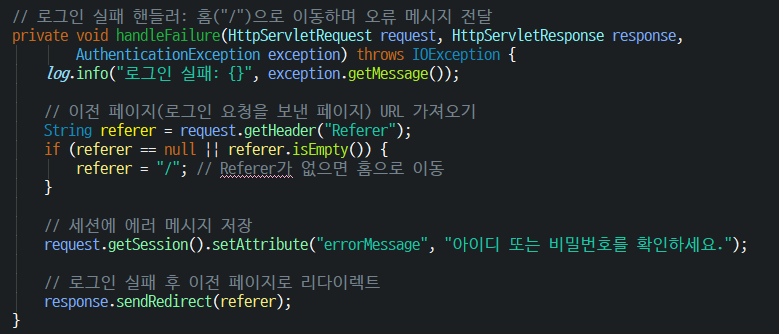 // 로그인 실패 핸들러: 홈("/")으로 이동하며 오류 메시지 전달
private void handleFailure(HttpServletRequest request, HttpServletResponse response,
AuthenticationException exception) throws IOException {
log.info("로그인 실패: {}", exception.getMessage());
// 이전 페이지(로그인 요청을 보낸 페이지) URL 가져오기
String referer = request.getHeader("Referer");
if (referer == null || referer.isEmpty()) {
referer = "/"; // Referer가 없으면 홈으로 이동
}
// 세션에 에러 메시지 저장
request.getSession().setAttribute("errorMessage", "아이디 또는 비밀번호를 확인하세요.");
// 로그인 실패 후 이전 페이지로 리다이렉트
response.sendRedirect(referer);
}